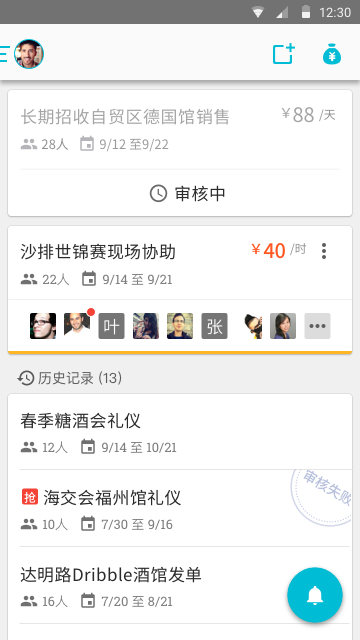 12:30
长期招收自贸区德国馆销售 ￥88 /天
28人 9/12 至9/22
审核中
沙排世锦赛现场协助 ￥40 /时
22人 9/14 至 9/21
叶 张
历史记录 (13)
春季糖酒会礼仪
12人 9/14 至 10/21
审核失败
抢 海交会福州馆礼仪
10人 7/30 至 9/16
达明路Dribble酒馆发单
16人 7/20 至 8/21